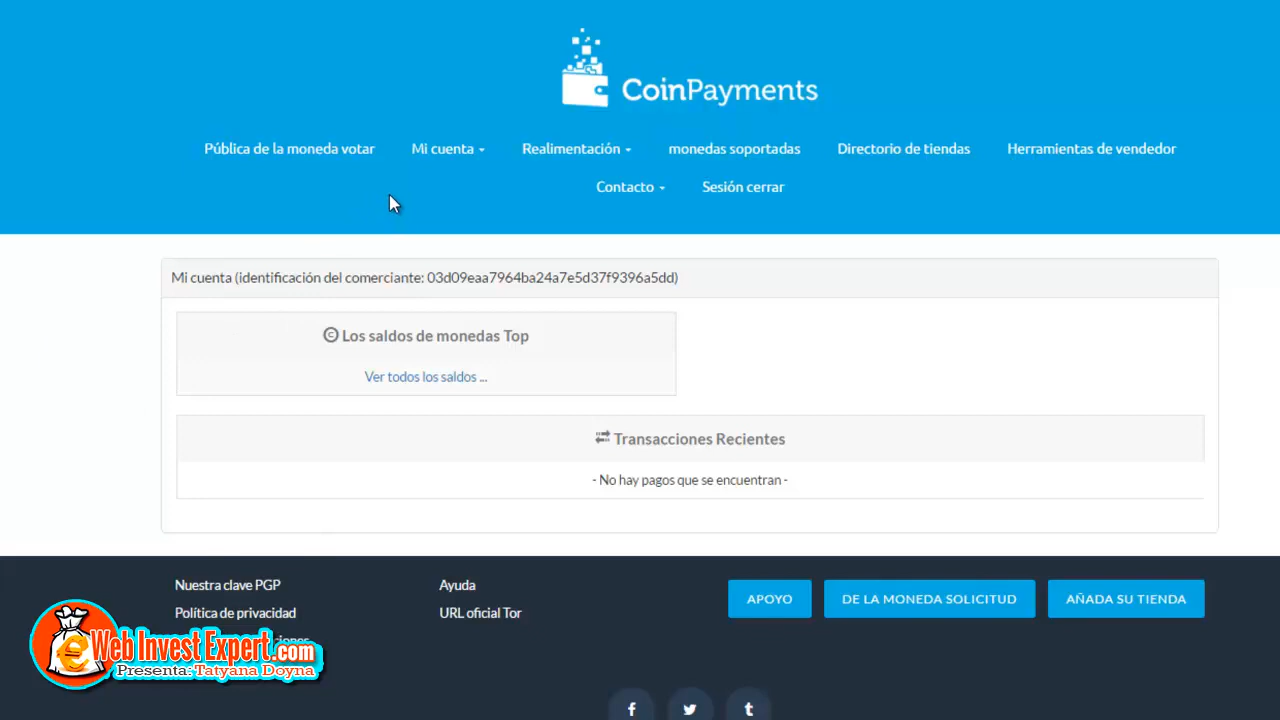 CoinPayments
Pública de la moneda votar Mi cuenta Realimentación monedas soportadas Directorio de tiendas Herramientas de vendedor
Contacto Sesión cerrar
Mi cuenta (identificación del comerciante: 03d09eaa7964ba24a7e5d37f9396a5dd)
Los saldos de monedas Top
Ver todos los saldos ...
Transacciones Recientes
- No hay pagos que se encuentran -
Nuestra clave PGP Ayuda APOYO DE LA MONEDA SOLICITUD AÑADA SU TIENDA
Política de privacidad URL oficial Tor
eWeb Invest Expert.com
Presenta: Tatyana Doyna